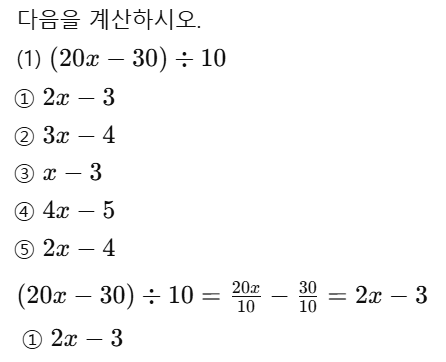 다음을 계산하시오.
(1) (20x − 30) ÷ 10
① 2x − 3
② 3x − 4
③ x − 3
④ 4x − 5
⑤ 2x − 4
(20x − 30) ÷ 10 = 20x/10 − 30/10 = 2x − 3
① 2x − 3